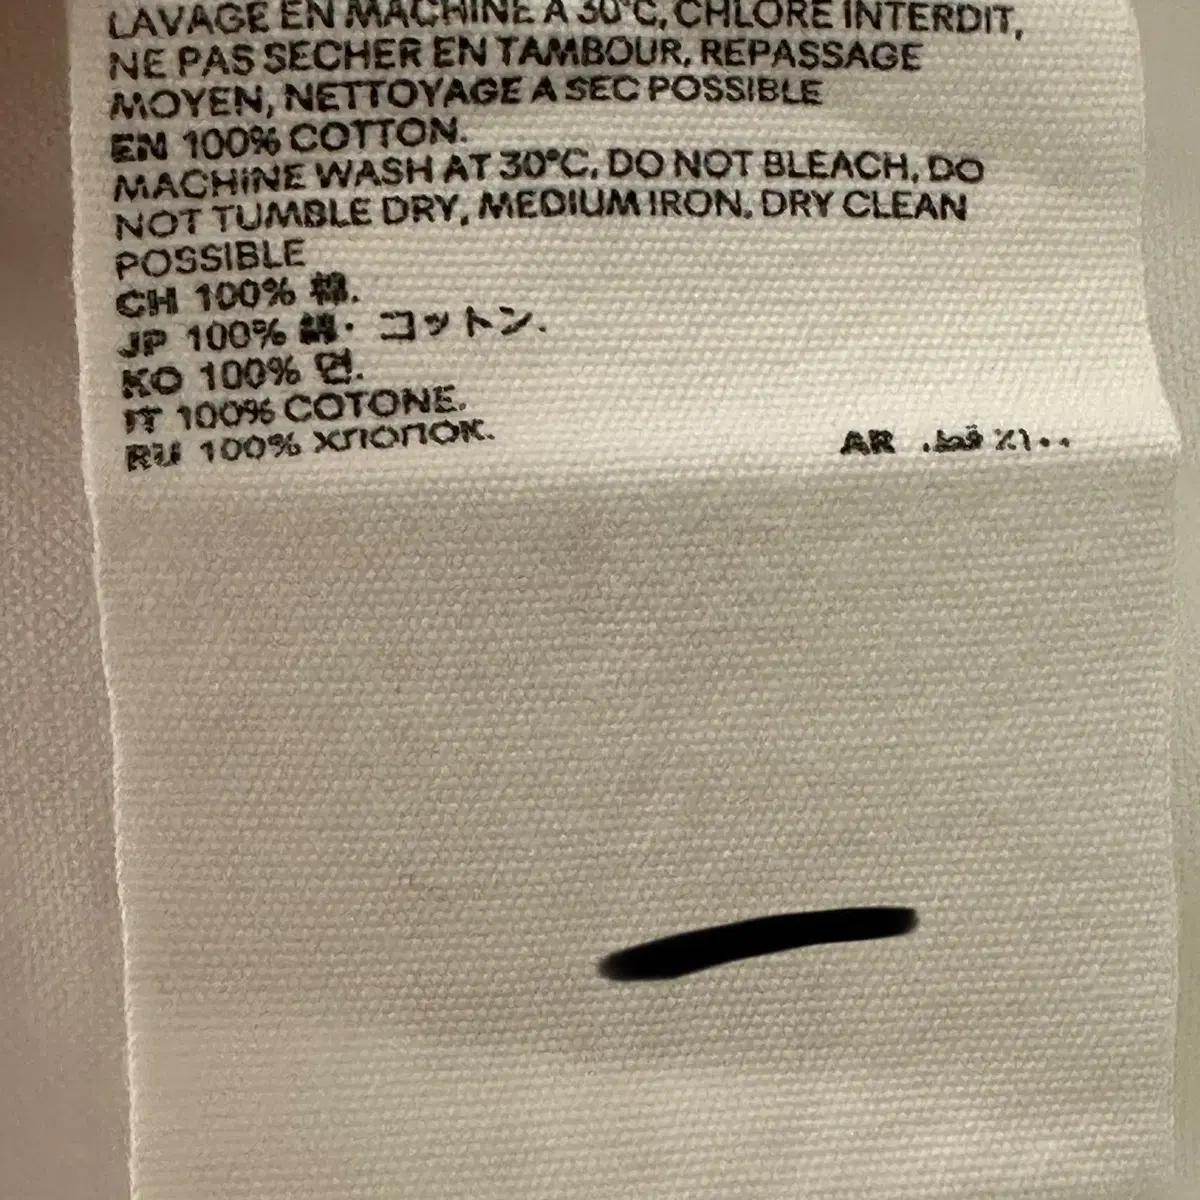 LAVAGE EN MACHINE A 30°C, CHLORE INTERDIT,
NE PAS SECHER EN TAMBOUR, REPASSAGE
MOYEN, NETTOYAGE A SEC POSSIBLE
EN 100% COTTON.
MACHINE WASH AT 30°C, DO NOT BLEACH, DO
NOT TUMBLE DRY, MEDIUM IRON, DRY CLEAN
POSSIBLE
CH 100% 棉.
JP 100% 綿・コットン.
KO 100% 면.
IT 100% COTONE.
RU 100% ХЛОПОК.
AR ١٠٠٪ قطن.